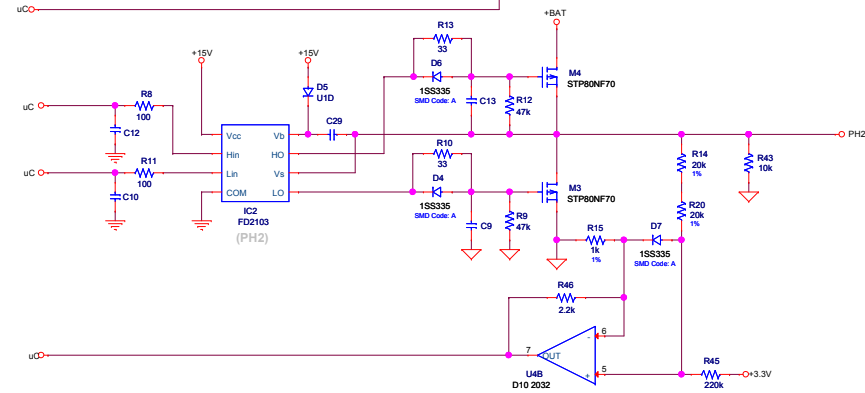 uC
+BAT
R13
33
+15V
+15V
D6
1SS335
SMD Code: A
M4
STP80NF70
D5
U1D
R8
100
uC
C13
R12
47k
C29
C12
Vcc
Vb
PH2
R10
33
R14
20k
1%
R43
10k
Hin
HO
R11
100
uC
Lin
Vs
D4
1SS335
SMD Code: A
M3
STP80NF70
C10
COM
LO
IC2
FD2103
(PH2)
C9
R9
47k
R20
20k
1%
R15
1k
1%
D7
1SS335
SMD Code: A
R46
2.2k
6
-
7
OUT
uC
U4B
D10 2032
+
5
R45
220k
+3.3V